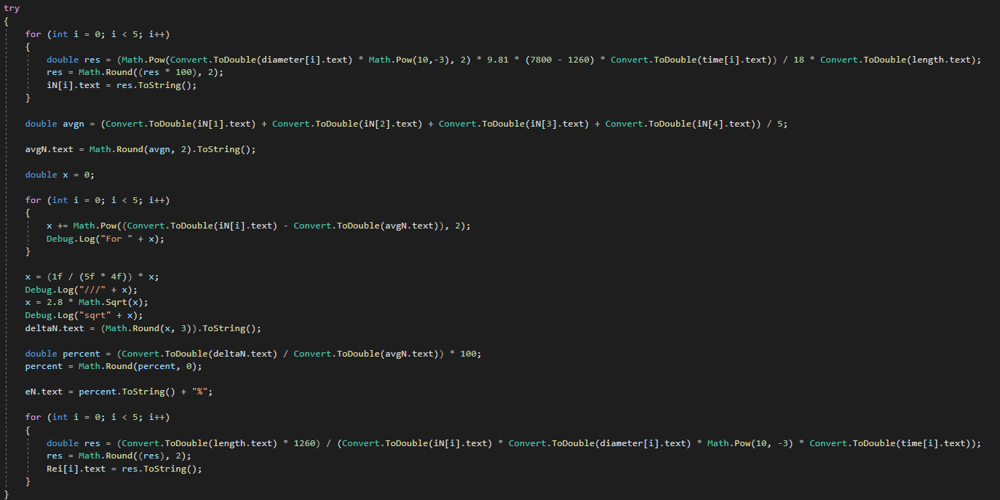 try
{
for (int i = 0; i < 5; i++)
{
double res = (Math.Pow(Convert.ToDouble(diameter[i].text) * Math.Pow(10,-3), 2) * 9.81 * (7800 - 1260) * Convert.ToDouble(time[i].text)) / 18 * Convert.ToDouble(length.text);
res = Math.Round((res * 100), 2);
iN[i].text = res.ToString();
}
double avgn = (Convert.ToDouble(iN[1].text) + Convert.ToDouble(iN[2].text) + Convert.ToDouble(iN[3].text) + Convert.ToDouble(iN[4].text)) / 5;
avgN.text = Math.Round(avgn, 2).ToString();
double x = 0;
for (int i = 0; i < 5; i++)
{
x += Math.Pow((Convert.ToDouble(iN[i].text) - Convert.ToDouble(avgN.text)), 2);
Debug.Log("For " + x);
}
x = (1f / (5f * 4f)) * x;
Debug.Log("///" + x);
x = 2.8 * Math.Sqrt(x);
Debug.Log("sqrt" + x);
deltaN.text = (Math.Round(x, 3)).ToString();
double percent = (Convert.ToDouble(deltaN.text) / Convert.ToDouble(avgN.text)) * 100;
percent = Math.Round(percent, 0);
eN.text = percent.ToString() + "%";
for (int i = 0; i < 5; i++)
{
double res = (Convert.ToDouble(length.text) * 1260) / (Convert.ToDouble(iN[i].text) * Convert.ToDouble(diameter[i].text) * Math.Pow(10, -3) * Convert.ToDouble(time[i].text));
res = Math.Round((res), 2);
Rei[i].text = res.ToString();
}
}